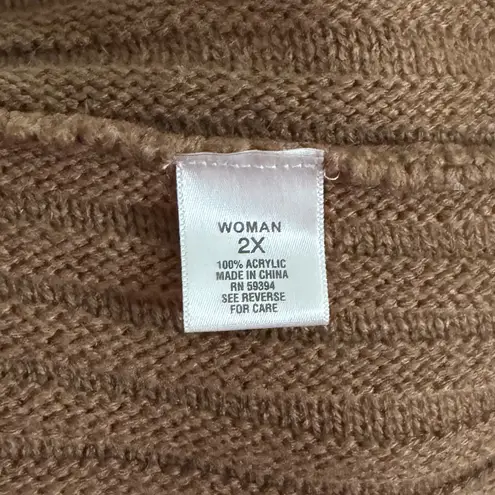 WOMAN
2X
100% ACRYLIC
MADE IN CHINA
RN 59394
SEE REVERSE
FOR CARE